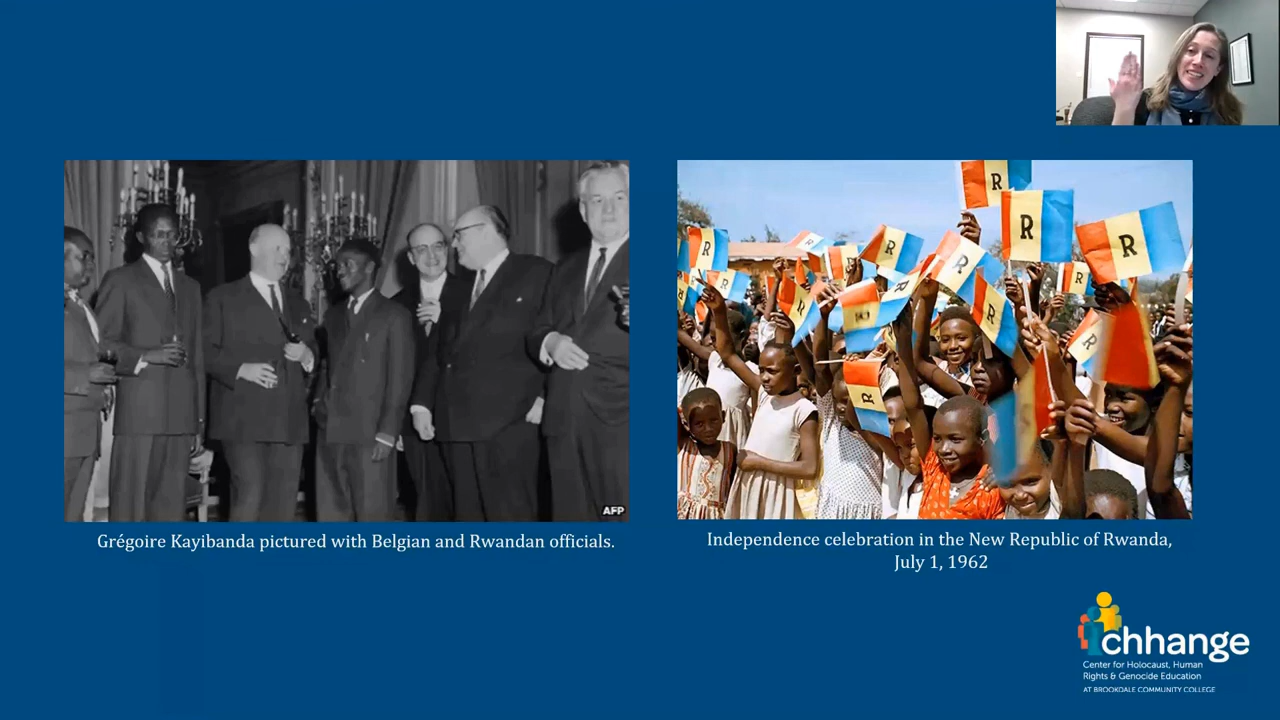 R
R
R
R
R
R
R
R
R
R
R
AFP
Grégoire Kayibanda pictured with Belgian and Rwandan officials.
Independence celebration in the New Republic of Rwanda,
July 1, 1962
chhange
Center for Holocaust, Human
Rights & Genocide Education
AT BROOKDALE COMMUNITY COLLEGE